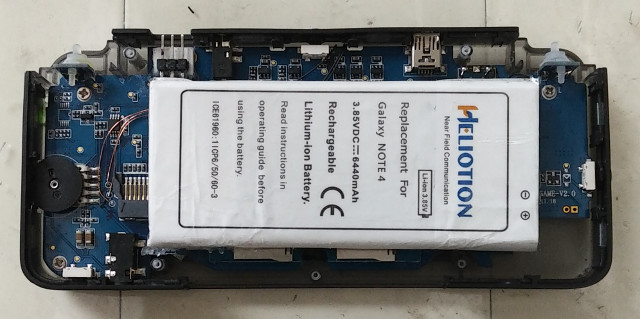 HELIOTION
Near Field Communication
Li-ion 3.85V
Replacement For
Galaxy NOTE 4
3.85VDC 6440mAh
Rechargeable
Lithium-Ion Battery.
CE
Read instructions in
operating guide before
using the battery.
GAME-V2.0